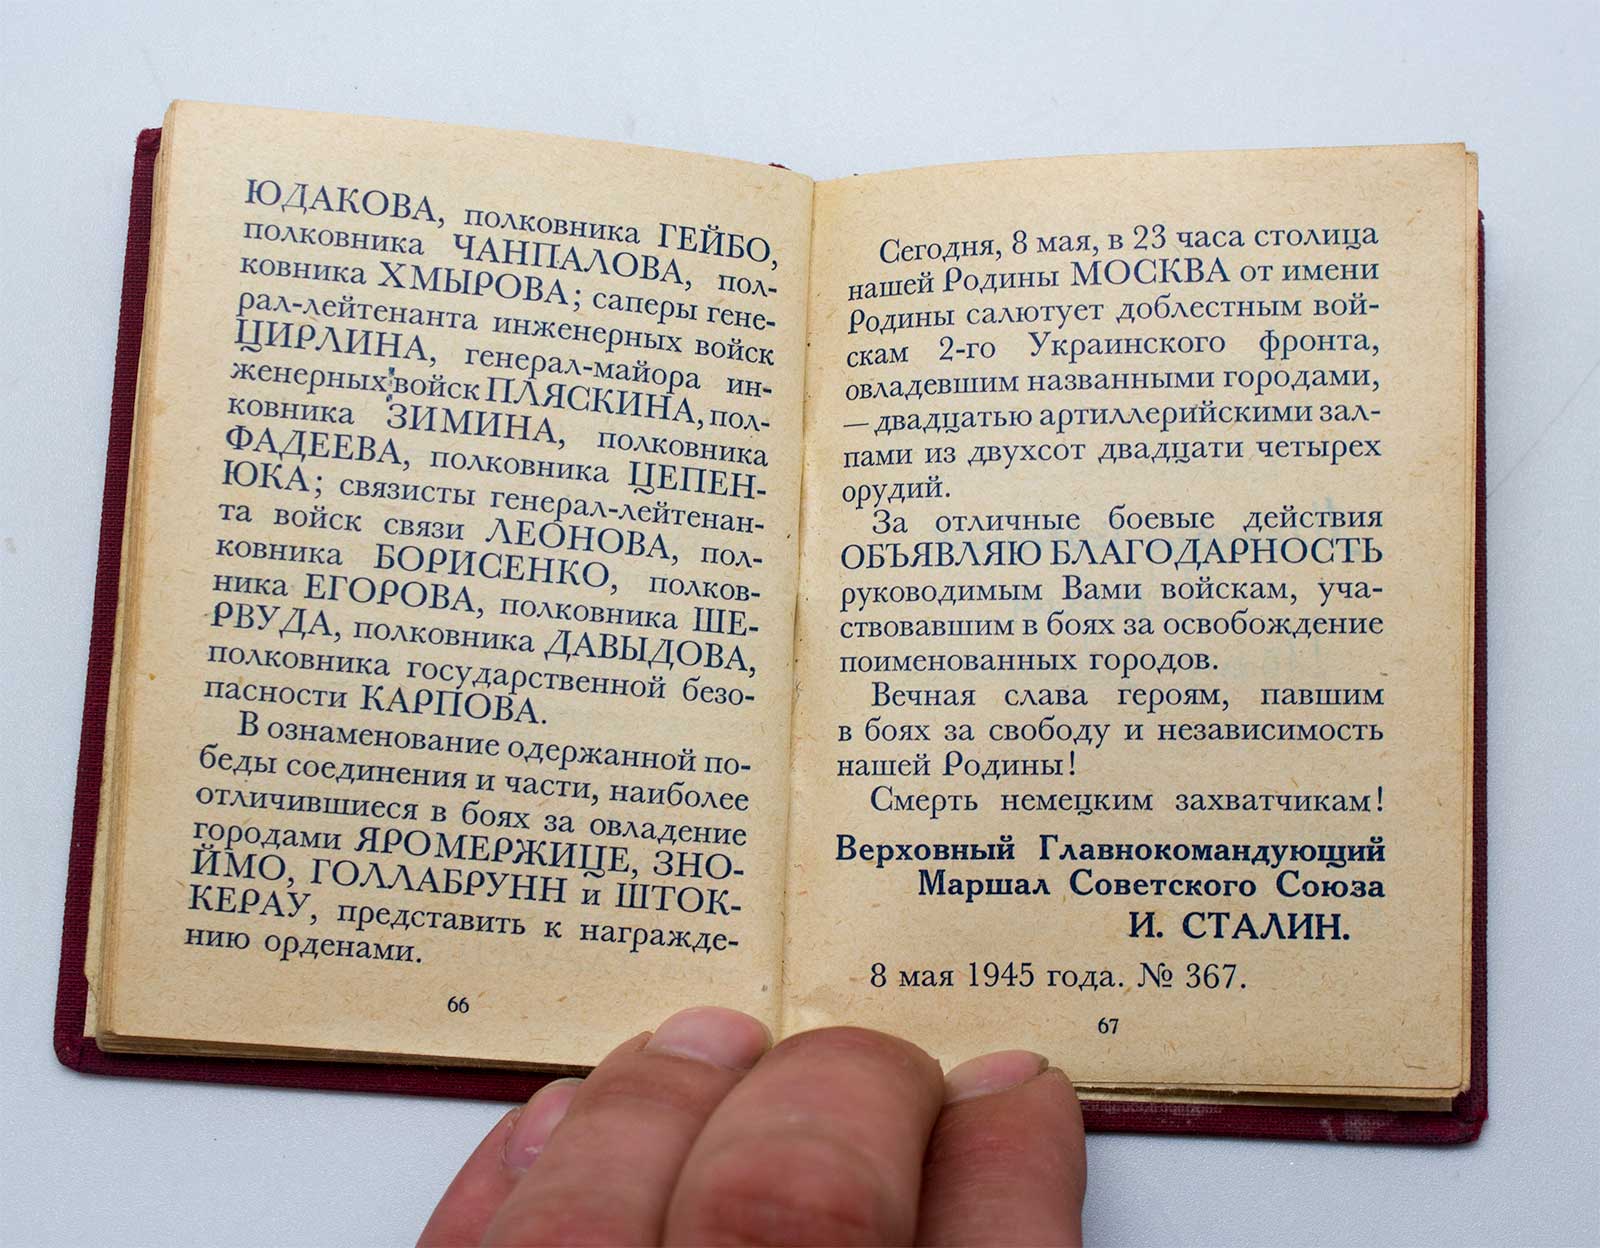 ЮДАКОВА, полковника ГЕЙБО,
полковника ЧАНПАЛОВА, пол-
ковника ХМЫРОВА; саперы гене-
рал-лейтенанта инженерных войск
ЦИРЛИНА, генерал-майора ин-
женерных войск ПЛЯСКИНА, пол-
ковника ЗИМИНА, полковника
ФАДЕЕВА, полковника ЦЕПЕН-
ЮКА; связисты генерал-лейтенан-
та войск связи ЛЕОНОВА, пол-
ковника БОРИСЕНКО, полков-
ника ЕГОРОВА, полковника ШЕ-
РВУДА, полковника ДАВЫДОВА,
полковника государственной безо-
пасности КАРПОВА.
В ознаменование одержанной по-
беды соединения и части, наиболее
отличившиеся в боях за овладение
городами ЯРОМЕРЖИЦЕ, ЗНО-
ЙМО, ГОЛЛАБРУНН и ШТОК-
КЕРАУ, представить к награжде-
нию орденами.
66
Сегодня, 8 мая, в 23 часа столица
нашей Родины МОСКВА от имени
Родины салютует доблестным вой-
скам 2-го Украинского фронта,
овладевшим названными городами,
— двадцатью артиллерийскими зал-
пами из двухсот двадцати четырех
орудий.
За отличные боевые действия
ОБЪЯВЛЯЮ БЛАГОДАРНОСТЬ
руководимым Вами войскам, уча-
ствовавшим в боях за освобождение
поименованных городов.
Вечная слава героям, павшим
в боях за свободу и независимость
нашей Родины!
Смерть немецким захватчикам!
Верховный Главнокомандующий
Маршал Советского Союза
И. СТАЛИН.
8 мая 1945 года. № 367.
67